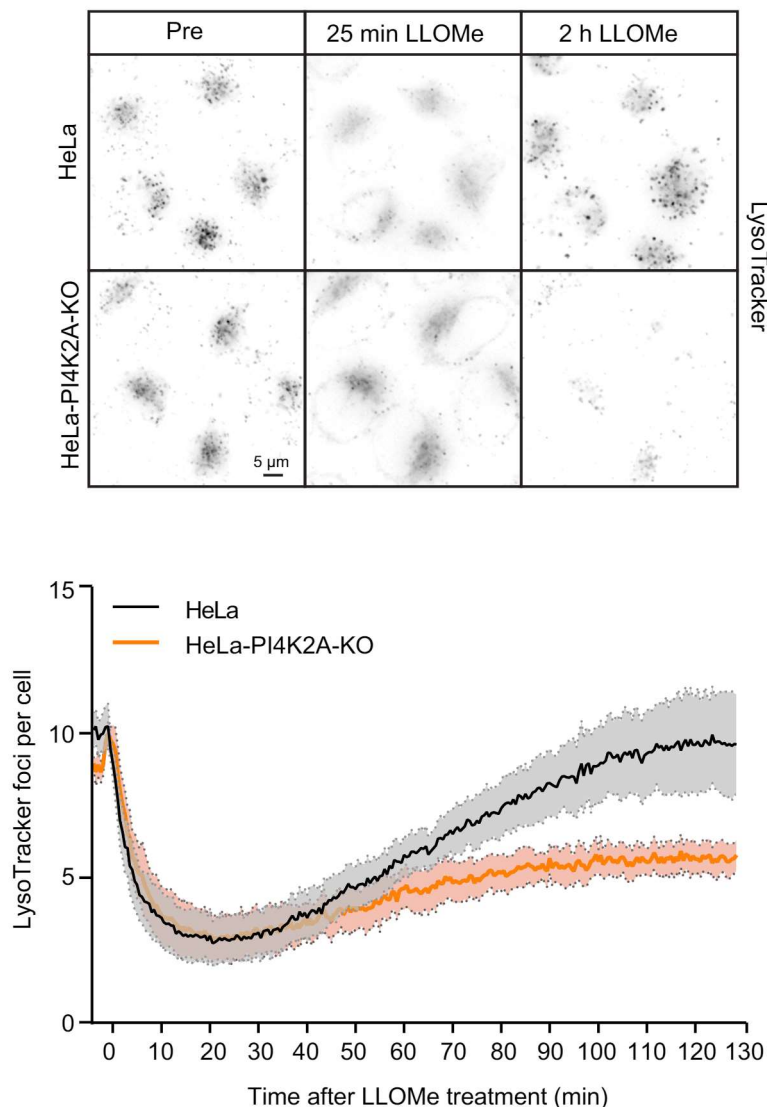 Pre 25 min LLOMe 2 h LLOMe
HeLa
HeLa-PI4K2A-KO
LysoTracker
5 µm
15
10
5
0
HeLa
HeLa-PI4K2A-KO
LysoTracker foci per cell
0 10 20 30 40 50 60 70 80 90 100 110 120 130
Time after LLOMe treatment (min)